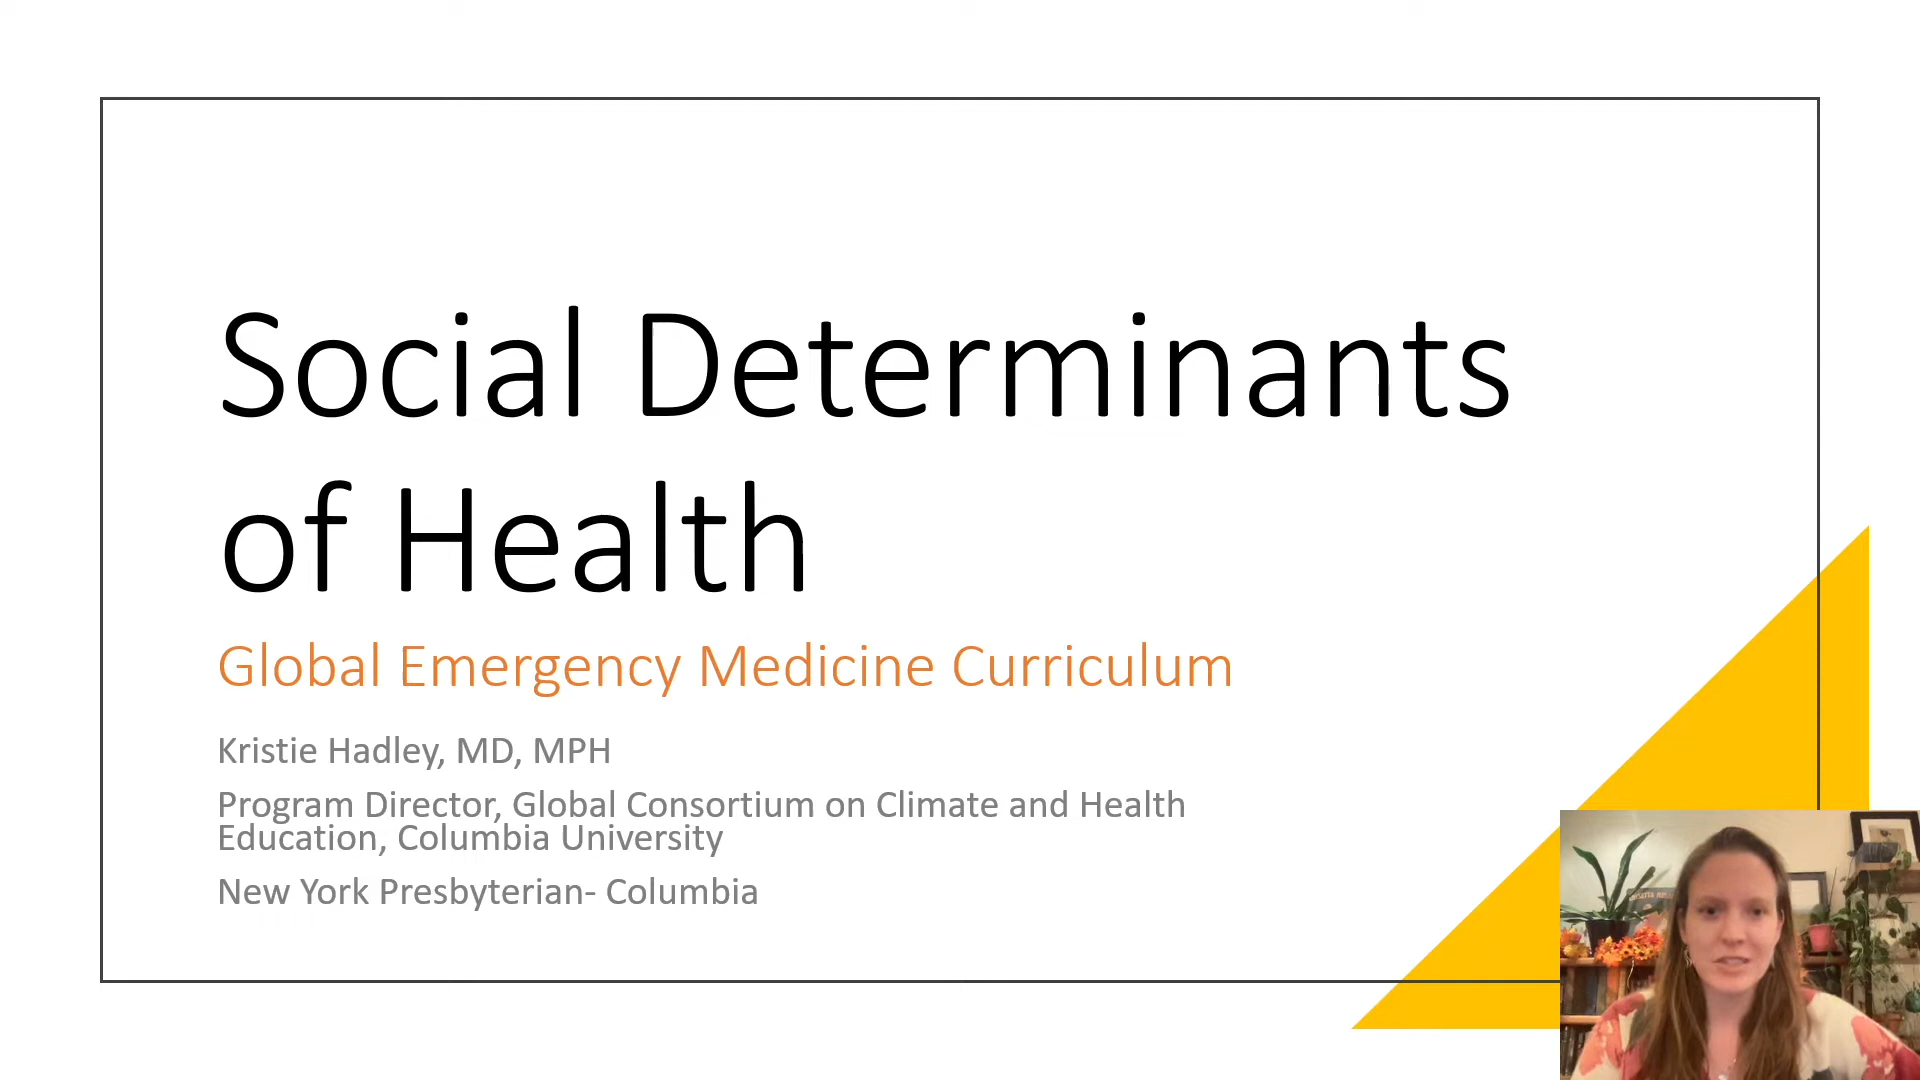 Social Determinants
of Health
Global Emergency Medicine Curriculum
Kristie Hadley, MD, MPH
Program Director, Global Consortium on Climate and Health
Education, Columbia University
New York Presbyterian- Columbia